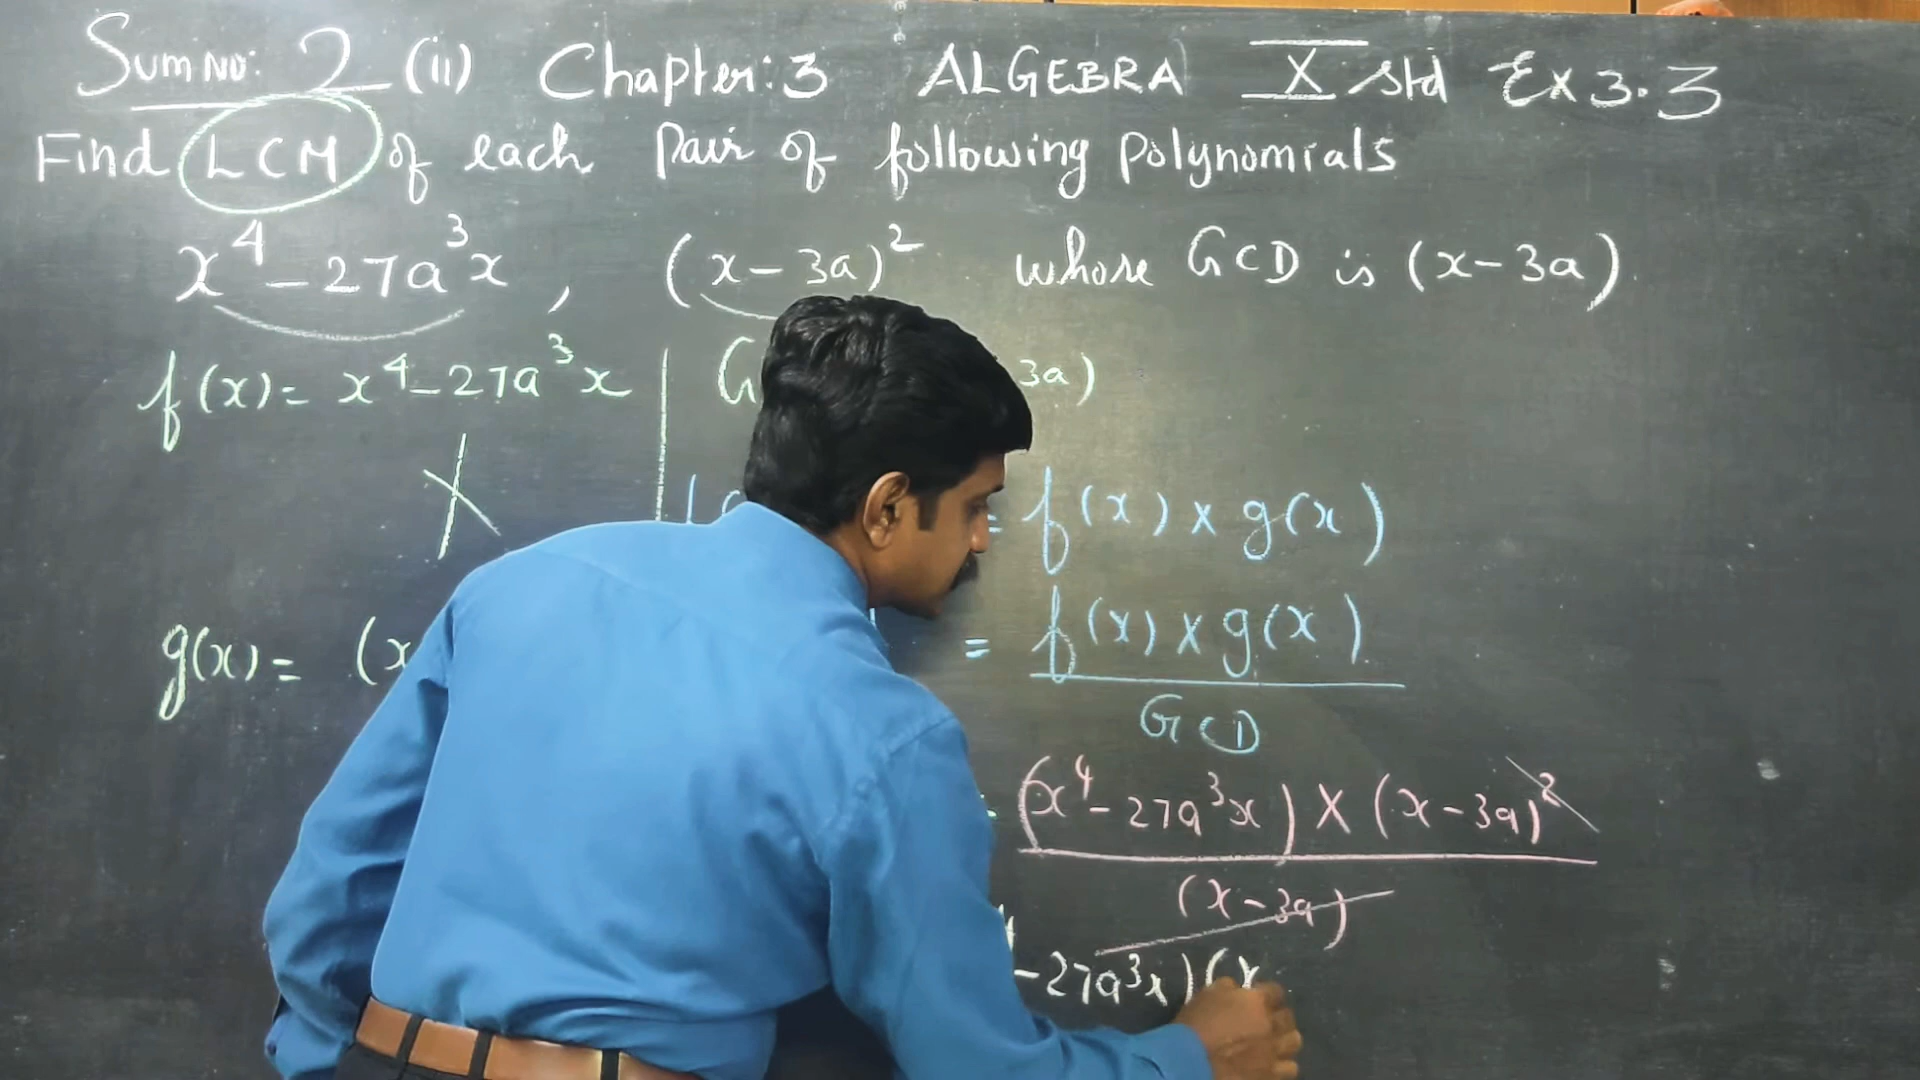 Sum No: 2 (ii) Chapter: 3 ALGEBRA X std Ex 3.3
Find LCM of each pair of following polynomials
x⁴ - 27a³x , (x - 3a)² whose GCD is (x - 3a).
f(x) = x⁴ - 27a³x | G 3a)
X
= f(x) x g(x)
g(x) = (x = f(x) x g(x)
GCD
= (x⁴ - 27a³x) X (x - 3a)²
(x - 3a)
- 27a³x) (x